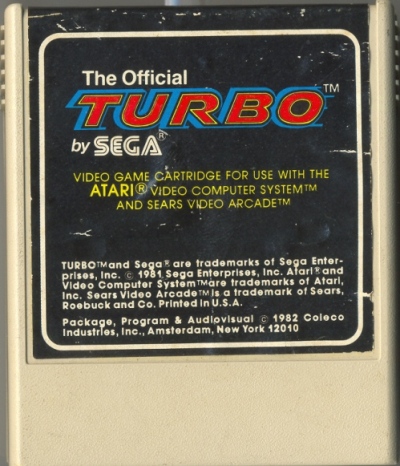 The Official
TURBO™
by SEGA®
VIDEO GAME CARTRIDGE FOR USE WITH THE
ATARI® VIDEO COMPUTER SYSTEM™
AND SEARS VIDEO ARCADE™
TURBO™and Sega® are trademarks of Sega Enter-
prises, Inc. © 1981 Sega Enterprises, Inc. Atari® and
Video Computer System™are trademarks of Atari,
Inc. Sears Video Arcade™ is a trademark of Sears,
Roebuck and Co. Printed in U.S.A.
Package, Program & Audiovisual © 1982 Coleco
Industries, Inc., Amsterdam, New York 12010